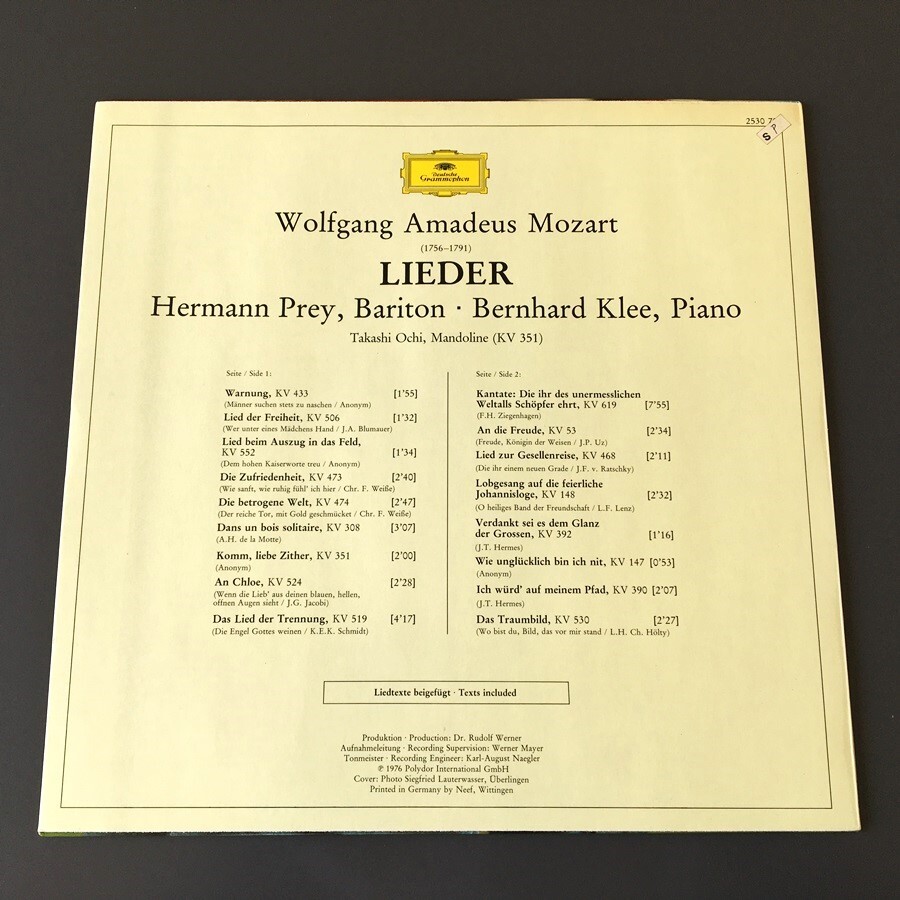 2530
S P
Deutsche
Grammophon
Wolfgang Amadeus Mozart
(1756–1791)
LIEDER
Hermann Prey, Bariton · Bernhard Klee, Piano
Takashi Ochi, Mandoline (KV 351)
Seite / Side 1:
Warnung, KV 433 [1'55]
(Männer suchen stets zu naschen / Anonym)
Lied der Freiheit, KV 506 [1'32]
(Wer unter eines Mädchens Hand / J.A. Blumauer)
Lied beim Auszug in das Feld,
KV 552 [1'34]
(Dem hohen Kaiserworte treu / Anonym)
Die Zufriedenheit, KV 473 [2'40]
(Wie sanft, wie ruhig fühl' ich hier / Chr. F. Weiße)
Die betrogene Welt, KV 474 [2'47]
(Der reiche Tor, mit Gold geschmücket / Chr. F. Weiße)
Dans un bois solitaire, KV 308 [3'07]
(A.H. de la Motte)
Komm, liebe Zither, KV 351 [2'00]
(Anonym)
An Chloe, KV 524 [2'28]
(Wenn die Lieb' aus deinen blauen, hellen,
offnen Augen sieht / J.G. Jacobi)
Das Lied der Trennung, KV 519 [4'17]
(Die Engel Gottes weinen / K.E.K. Schmidt)
Seite / Side 2:
Kantate: Die ihr des unermesslichen
Weltalls Schöpfer ehrt, KV 619 [7'55]
(F.H. Ziegenhagen)
An die Freude, KV 53 [2'34]
(Freude, Königin der Weisen / J.P. Uz)
Lied zur Gesellenreise, KV 468 [2'11]
(Die ihr einem neuen Grade / J.F. v. Ratschky)
Lobgesang auf die feierliche
Johannisloge, KV 148 [2'32]
(O heiliges Band der Freundschaft / L.F. Lenz)
Verdankt sei es dem Glanz
der Grossen, KV 392 [1'16]
(J.T. Hermes)
Wie unglücklich bin ich nit, KV 147 [0'53]
(Anonym)
Ich würd' auf meinem Pfad, KV 390 [2'07]
(J.T. Hermes)
Das Traumbild, KV 530 [2'27]
(Wo bist du, Bild, das vor mir stand / L.H. Ch. Hölty)
Liedtexte beigefügt · Texts included
Produktion · Production: Dr. Rudolf Werner
Aufnahmeleitung · Recording Supervision: Werner Mayer
Tonmeister · Recording Engineer: Karl-August Naegler
℗ 1976 Polydor International GmbH
Cover: Photo Siegfried Lauterwasser, Überlingen
Printed in Germany by Neef, Wittingen